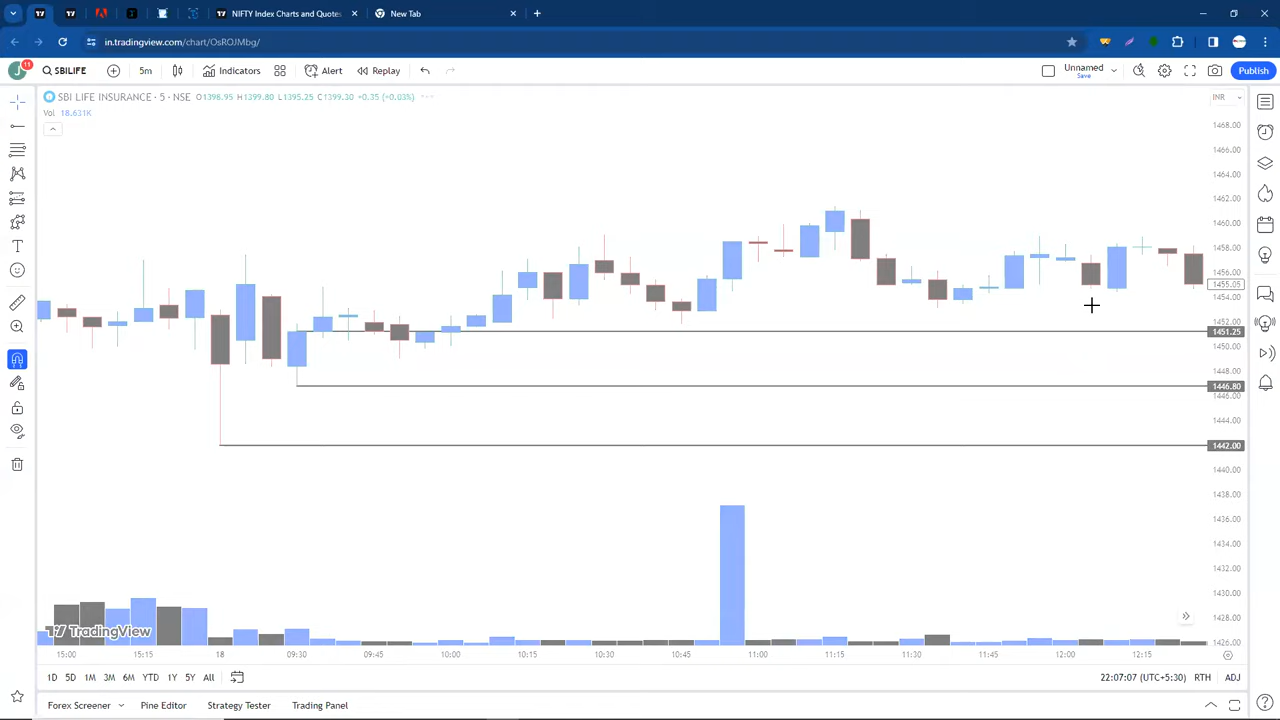 NIFTY Index Charts and Quotes
New Tab
in.tradingview.com/chart/OsROJMbg/
J
11
SBILIFE
5m
Indicators
Alert
Replay
Unnamed
Save
Publish
SBI LIFE INSURANCE · 5 · NSE O1398.95 H1399.80 L1395.25 C1399.30 +0.35 (+0.03%)
INR
Vol 18.631K
1468.00
1466.00
1464.00
1462.00
1460.00
1458.00
1456.00
1455.05
1454.00
1452.00
1451.25
1450.00
1448.00
1446.80
1446.00
1444.00
1442.00
1440.00
1438.00
1436.00
1434.00
1432.00
1430.00
1428.00
1426.00
TradingView
15:00 15:15 18 09:30 09:45 10:00 10:15 10:30 10:45 11:00 11:15 11:30 11:45 12:00 12:15
1D 5D 1M 3M 6M YTD 1Y 5Y All
22:07:07 (UTC+5:30) RTH ADJ
Forex Screener Pine Editor Strategy Tester Trading Panel